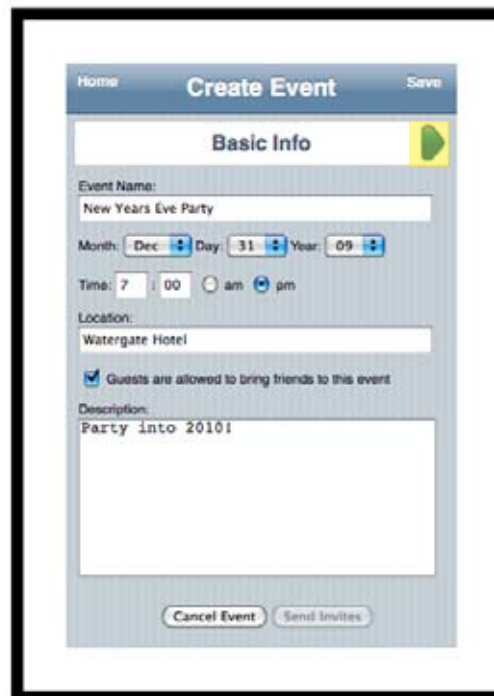 Home Create Event Save
Basic Info
Event Name:
New Years Eve Party
Month: Dec Day: 31 Year: 09
Time: 7 : 00 am pm
Location:
Watergate Hotel
Guests are allowed to bring friends to this event
Description:
Party into 2010!
Cancel Event Send Invites